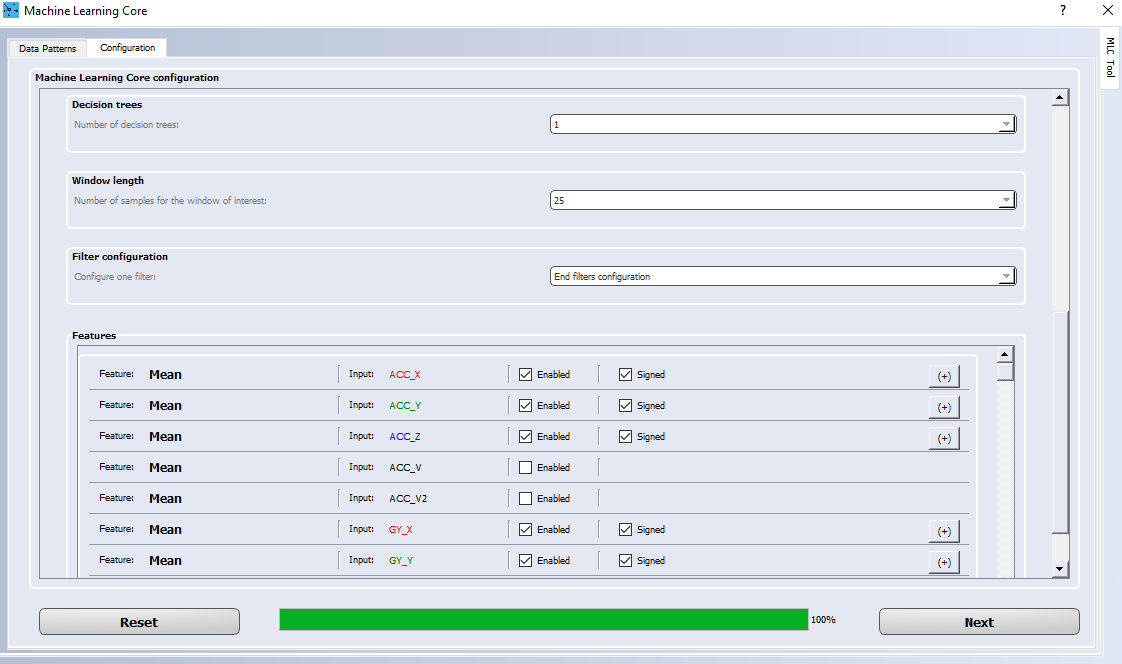 Machine Learning Core ?
Data Patterns Configuration
MLC Tool
Machine Learning Core configuration
Decision trees
Number of decision trees: 1
Window length
Number of samples for the window of interest: 25
Filter configuration
Configure one filter: End filters configuration
Features
Feature: Mean Input: ACC_X Enabled Signed (+)
Feature: Mean Input: ACC_Y Enabled Signed (+)
Feature: Mean Input: ACC_Z Enabled Signed (+)
Feature: Mean Input: ACC_V Enabled
Feature: Mean Input: ACC_V2 Enabled
Feature: Mean Input: GY_X Enabled Signed (+)
Feature: Mean Input: GY_Y Enabled Signed (+)
Reset 100% Next